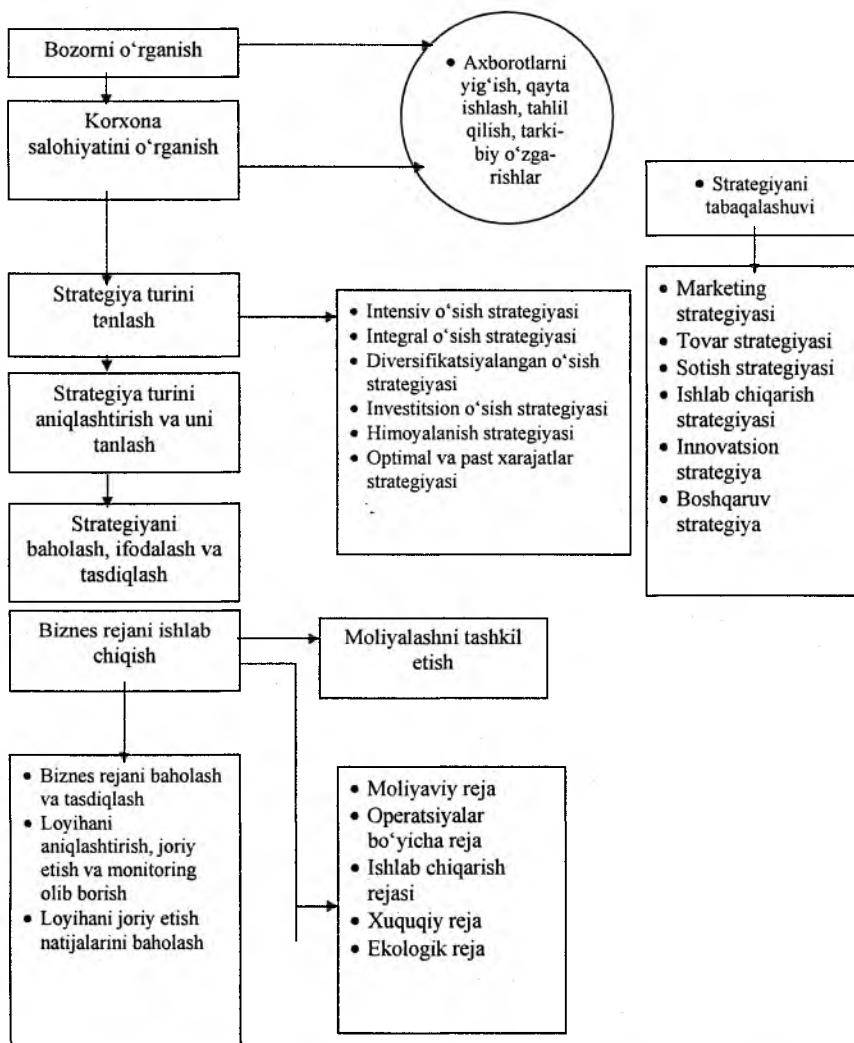 Bozorni o‘rganish
Korxona
salohiyatini o‘rganish
• Axborotlarni
yig‘ish, qayta
ishlash, tahlil
qilish, tarki-
biy o‘zga-
rishlar
• Strategiyani
tabaqalashuvi
Strategiya turini
tanlash
• Intensiv o‘sish strategiyasi
• Integral o‘sish strategiyasi
• Diversifikatsiyalangan o‘sish
strategiyasi
• Investitsion o‘sish strategiyasi
• Himoyalanish strategiyasi
• Optimal va past xarajatlar
strategiyasi
• Marketing
strategiyasi
• Tovar strategiyasi
• Sotish strategiyasi
• Ishlab chiqarish
strategiyasi
• Innovatsion
strategiya
• Boshqaruv
strategiya
Strategiya turini
aniqlashtirish va uni
tanlash
Strategiyani
baholash, ifodalash va
tasdiqlash
Biznes rejani ishlab
chiqish
Moliyalashni tashkil
etish
• Biznes rejani baholash
va tasdiqlash
• Loyihani
aniqlashtirish, joriy
etish va monitoring
olib borish
• Loyihani joriy etish
natijalarini baholash
• Moliyaviy reja
• Operatsiyalar
bo‘yicha reja
• Ishlab chiqarish
rejasi
• Xuquqiy reja
• Ekologik reja